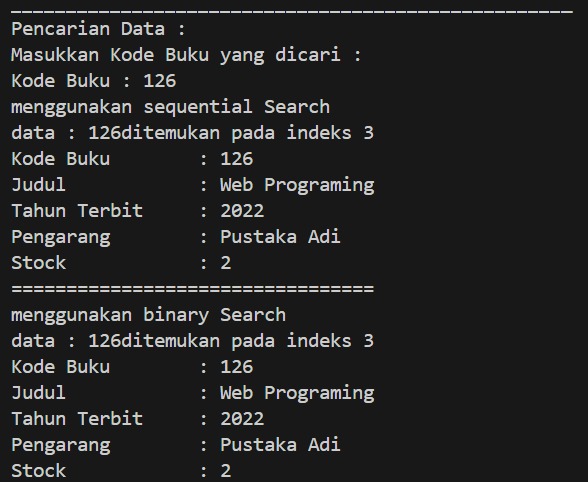 ___________________________________________________
Pencarian Data :
Masukkan Kode Buku yang dicari :
Kode Buku : 126
menggunakan sequential Search
data : 126ditemukan pada indeks 3
Kode Buku        : 126
Judul            : Web Programing
Tahun Terbit     : 2022
Pengarang        : Pustaka Adi
Stock            : 2
=================================
menggunakan binary Search
data : 126ditemukan pada indeks 3
Kode Buku        : 126
Judul            : Web Programing
Tahun Terbit     : 2022
Pengarang        : Pustaka Adi
Stock            : 2